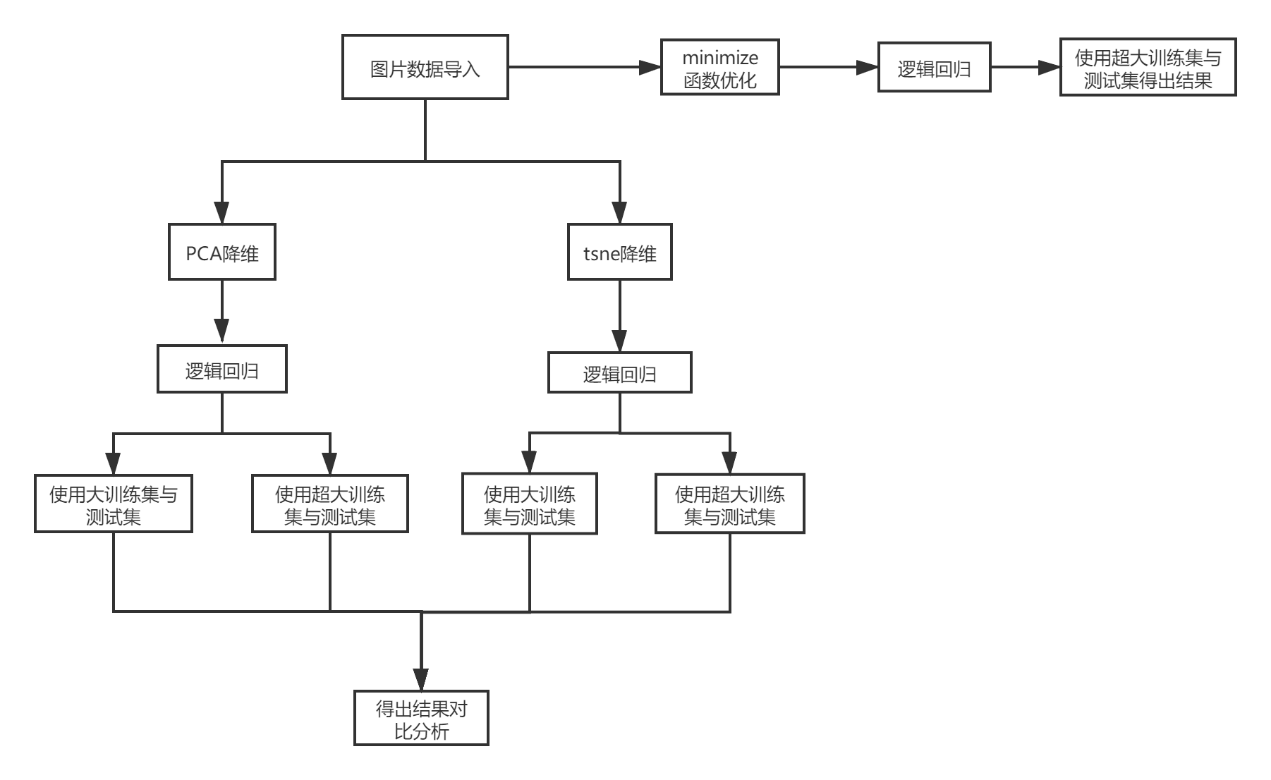 图片数据导入
minimize
函数优化
逻辑回归
使用超大训练集与
测试集得出结果
PCA降维
tsne降维
逻辑回归
逻辑回归
使用大训练集与
测试集
使用超大训练
集与测试集
使用大训练
集与测试集
使用超大训练
集与测试集
得出结果对
比分析